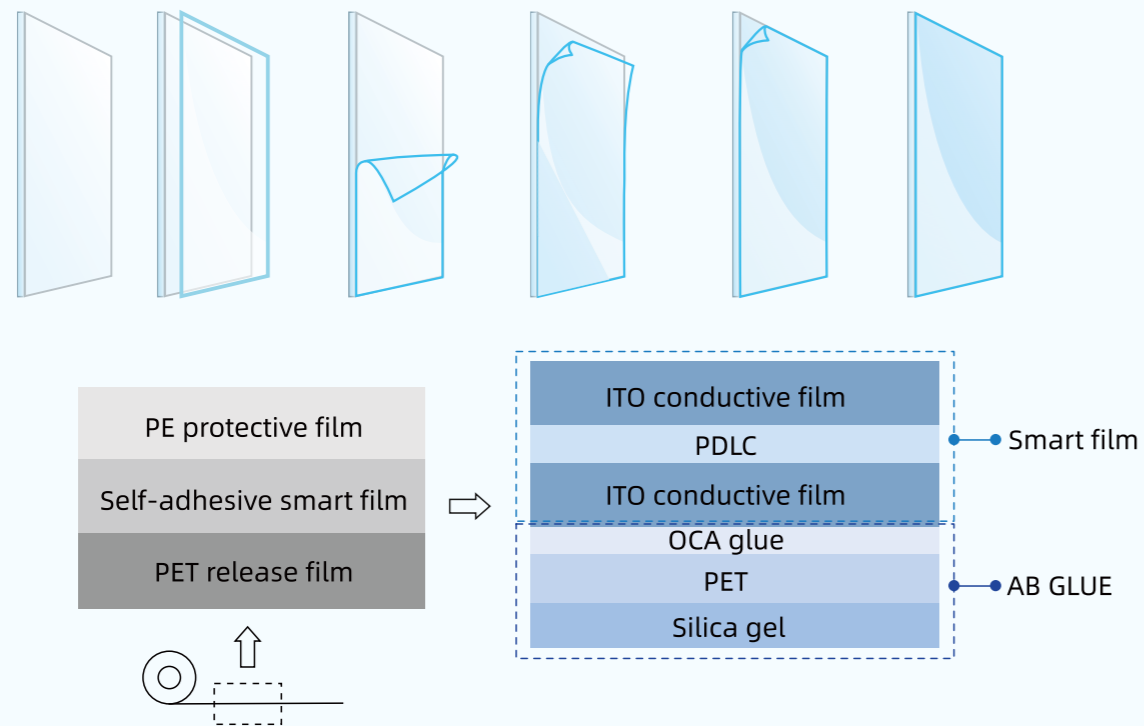 PE protective film
Self-adhesive smart film
PET release film
ITO conductive film
PDLC
ITO conductive film
OCA glue
PET
Silica gel
Smart film
AB GLUE